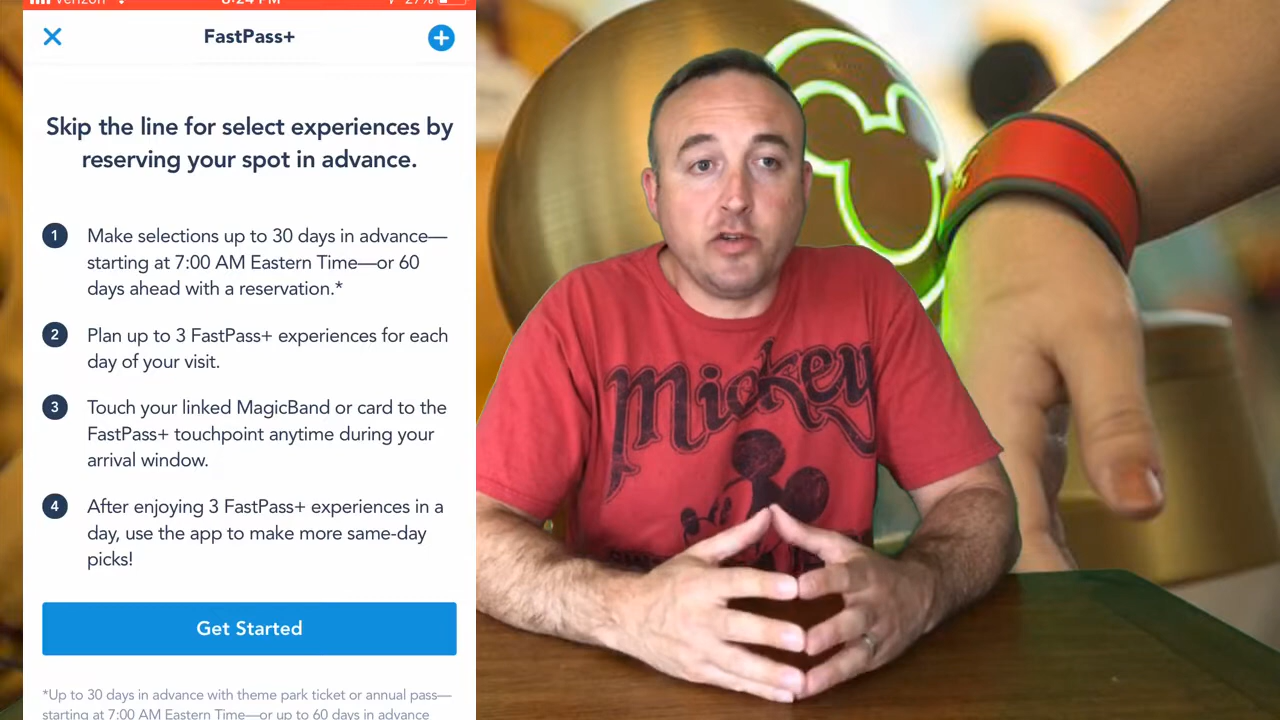 Verizon 8:24 PM 27%
FastPass+
Skip the line for select experiences by
reserving your spot in advance.
1 Make selections up to 30 days in advance—
starting at 7:00 AM Eastern Time—or 60
days ahead with a reservation.*
2 Plan up to 3 FastPass+ experiences for each
day of your visit.
3 Touch your linked MagicBand or card to the
FastPass+ touchpoint anytime during your
arrival window.
4 After enjoying 3 FastPass+ experiences in a
day, use the app to make more same-day
picks!
Get Started
*Up to 30 days in advance with theme park ticket or annual pass—
starting at 7:00 AM Eastern Time—or up to 60 days in advance
Mickey